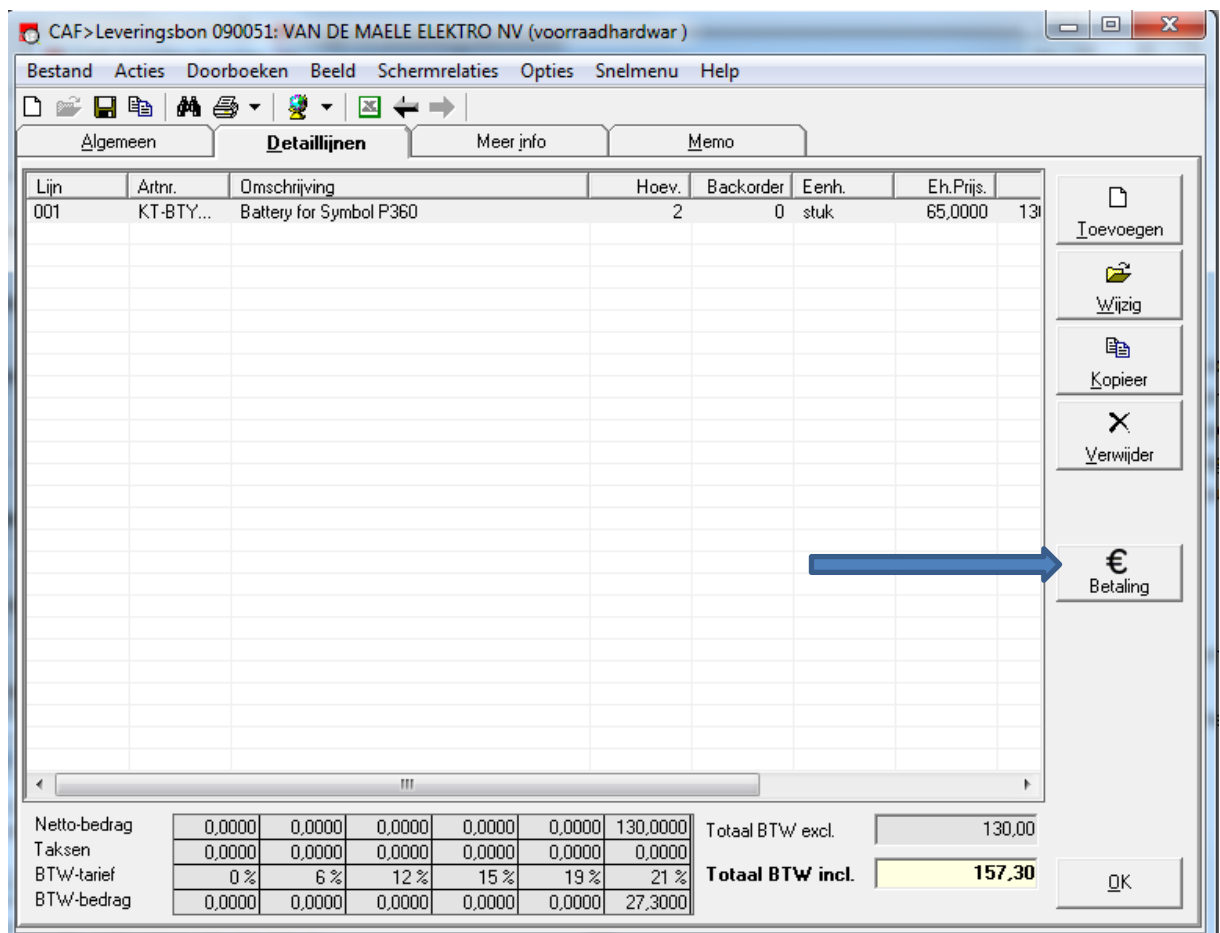 CAF>Leveringsbon 090051: VAN DE MAELE ELEKTRO NV (voorraadhardwar )
Bestand Acties Doorboeken Beeld Schermrelaties Opties Snelmenu Help
Algemeen Detaillijnen Meer info Memo
Lijn Artnr. Omschrijving Hoev. Backorder Eenh. Eh.Prijs.
001 KT-BTY... Battery for Symbol P360 2 0 stuk 65,0000 130
Toevoegen
Wijzig
Kopieer
Verwijder
€
Betaling
Netto-bedrag 0,0000 0,0000 0,0000 0,0000 0,0000 130,0000 Totaal BTW excl. 130,00
Taksen 0,0000 0,0000 0,0000 0,0000 0,0000 0,0000
BTW-tarief 0 % 6 % 12 % 15 % 19 % 21 % Totaal BTW incl. 157,30
BTW-bedrag 0,0000 0,0000 0,0000 0,0000 0,0000 27,3000
OK